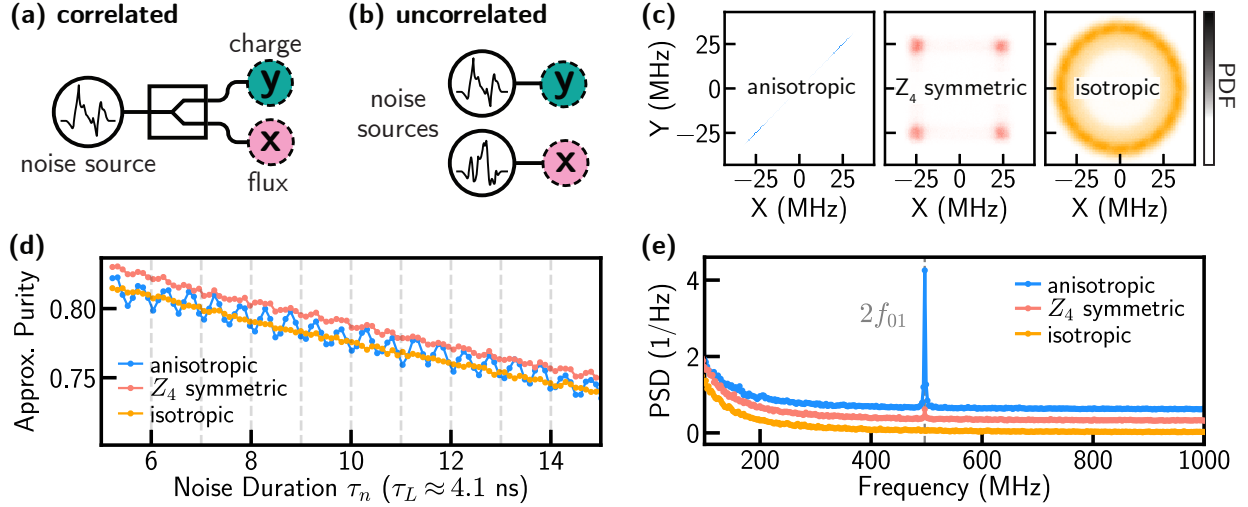 (a) correlated
charge
y
x
noise source
flux
(b) uncorrelated
y
noise
sources
x
(c)
Y (MHz)
25
0
−25
anisotropic
Z₄ symmetric
isotropic
−25 0 25
−25 0 25
−25 0 25
X (MHz)
X (MHz)
X (MHz)
PDF
(d)
Approx. Purity
0.80
0.75
anisotropic
Z₄ symmetric
isotropic
6 8 10 12 14
Noise Duration τₙ (τ_L ≈ 4.1 ns)
(e)
PSD (1/Hz)
4
2
0
2f₀₁
anisotropic
Z₄ symmetric
isotropic
200 400 600 800 1000
Frequency (MHz)